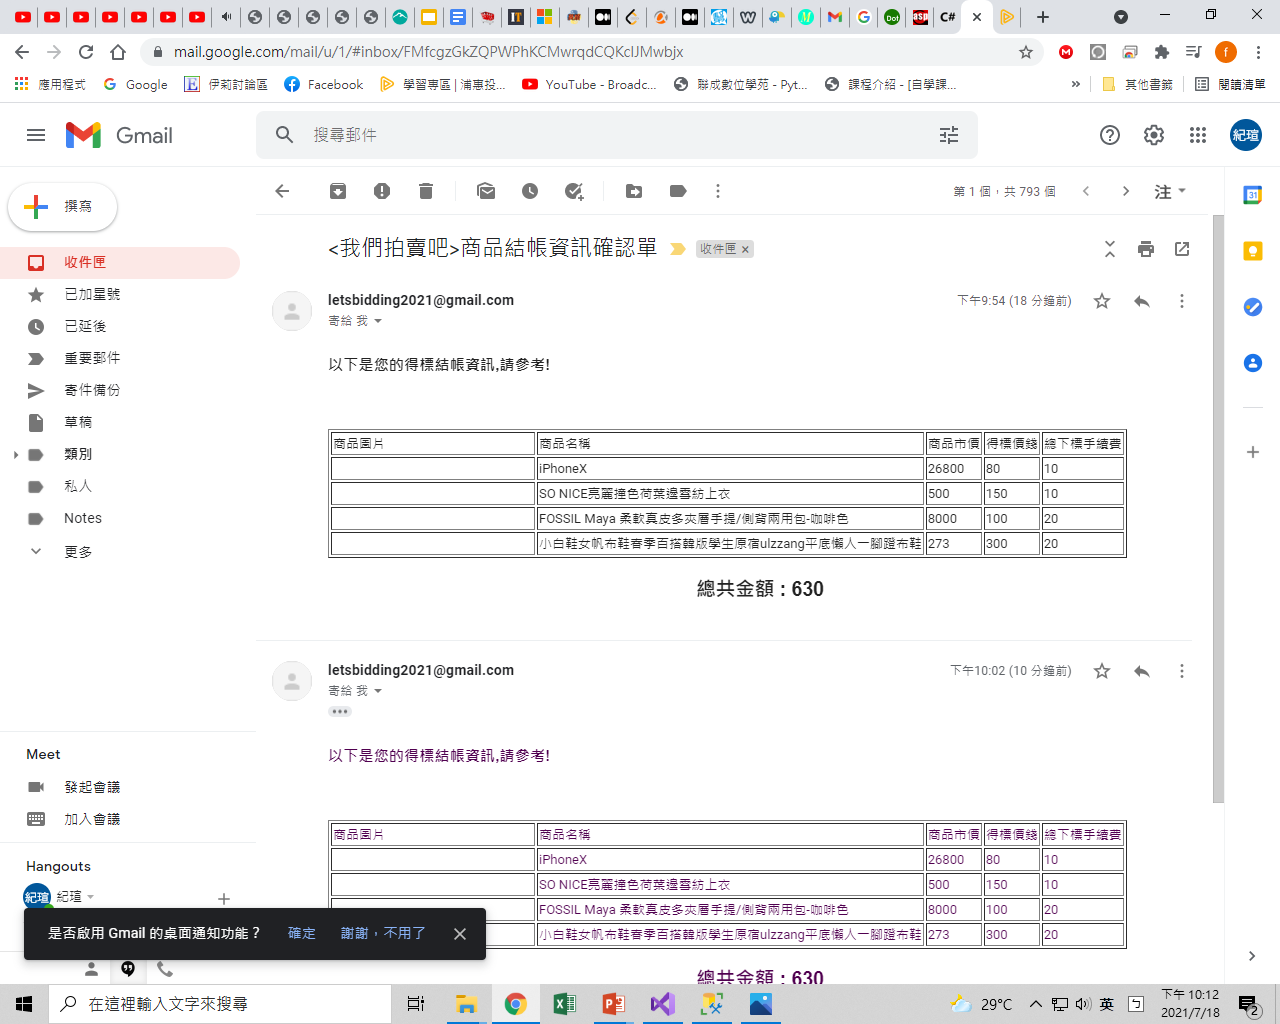 mail.google.com/mail/u/1/#inbox/FMfcgzGkZQPWPhKCMwrqdCQKclJMwbjx
應用程式 Google 伊莉討論區 Facebook 學習專區 | 浦惠投... YouTube - Broadc... 聯成數位學苑 - Pyt... 課程介紹 - [自學課... » 其他書籤 閱讀清單
Gmail 搜尋郵件 紀瑄
撰寫
第 1 個，共 793 個 注
收件匣
已加星號
已延後
重要郵件
寄件備份
草稿
類別
私人
Notes
更多
<我們拍賣吧>商品結帳資訊確認單 收件匣 ×
letsbidding2021@gmail.com 下午9:54 (18 分鐘前)
寄給 我
以下是您的得標結帳資訊,請參考!
商品圖片 商品名稱 商品市價 得標價錢 總下標手續費
iPhoneX 26800 80 10
SO NICE亮麗撞色荷葉邊雪紡上衣 500 150 10
FOSSIL Maya 柔軟真皮多夾層手提/側背兩用包-咖啡色 8000 100 20
小白鞋女帆布鞋春季百搭韓版學生原宿ulzzang平底懶人一腳蹬布鞋 273 300 20
總共金額 : 630
letsbidding2021@gmail.com 下午10:02 (10 分鐘前)
寄給 我
以下是您的得標結帳資訊,請參考!
商品圖片 商品名稱 商品市價 得標價錢 總下標手續費
iPhoneX 26800 80 10
SO NICE亮麗撞色荷葉邊雪紡上衣 500 150 10
FOSSIL Maya 柔軟真皮多夾層手提/側背兩用包-咖啡色 8000 100 20
小白鞋女帆布鞋春季百搭韓版學生原宿ulzzang平底懶人一腳蹬布鞋 273 300 20
總共金額 : 630
Meet
發起會議
加入會議
Hangouts
紀瑄 紀瑄
是否啟用 Gmail 的桌面通知功能？ 確定 謝謝，不用了
在這裡輸入文字來搜尋
29°C 英
下午 10:12
2021/7/18
2